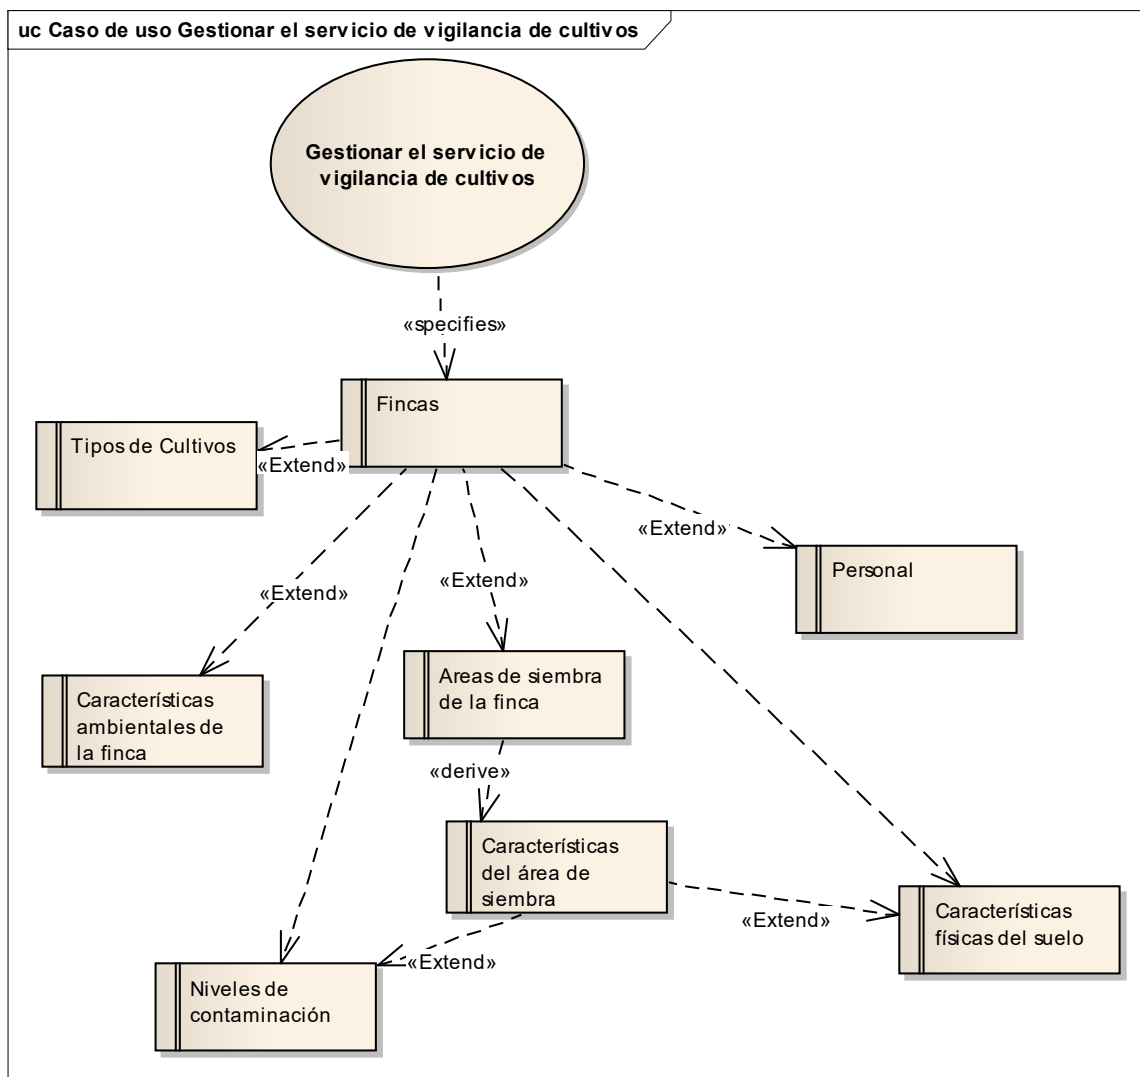 uc Caso de uso Gestionar el servicio de vigilancia de cultivos
Gestionar el servicio de
vigilancia de cultivos
«specifies»
Fincas
Tipos de Cultivos
«Extend»
«Extend»
Personal
«Extend»
«Extend»
Características
ambientales de
la finca
Areas de siembra
de la finca
«derive»
Características
del área de
siembra
«Extend»
Características
físicas del suelo
«Extend»
Niveles de
contaminación